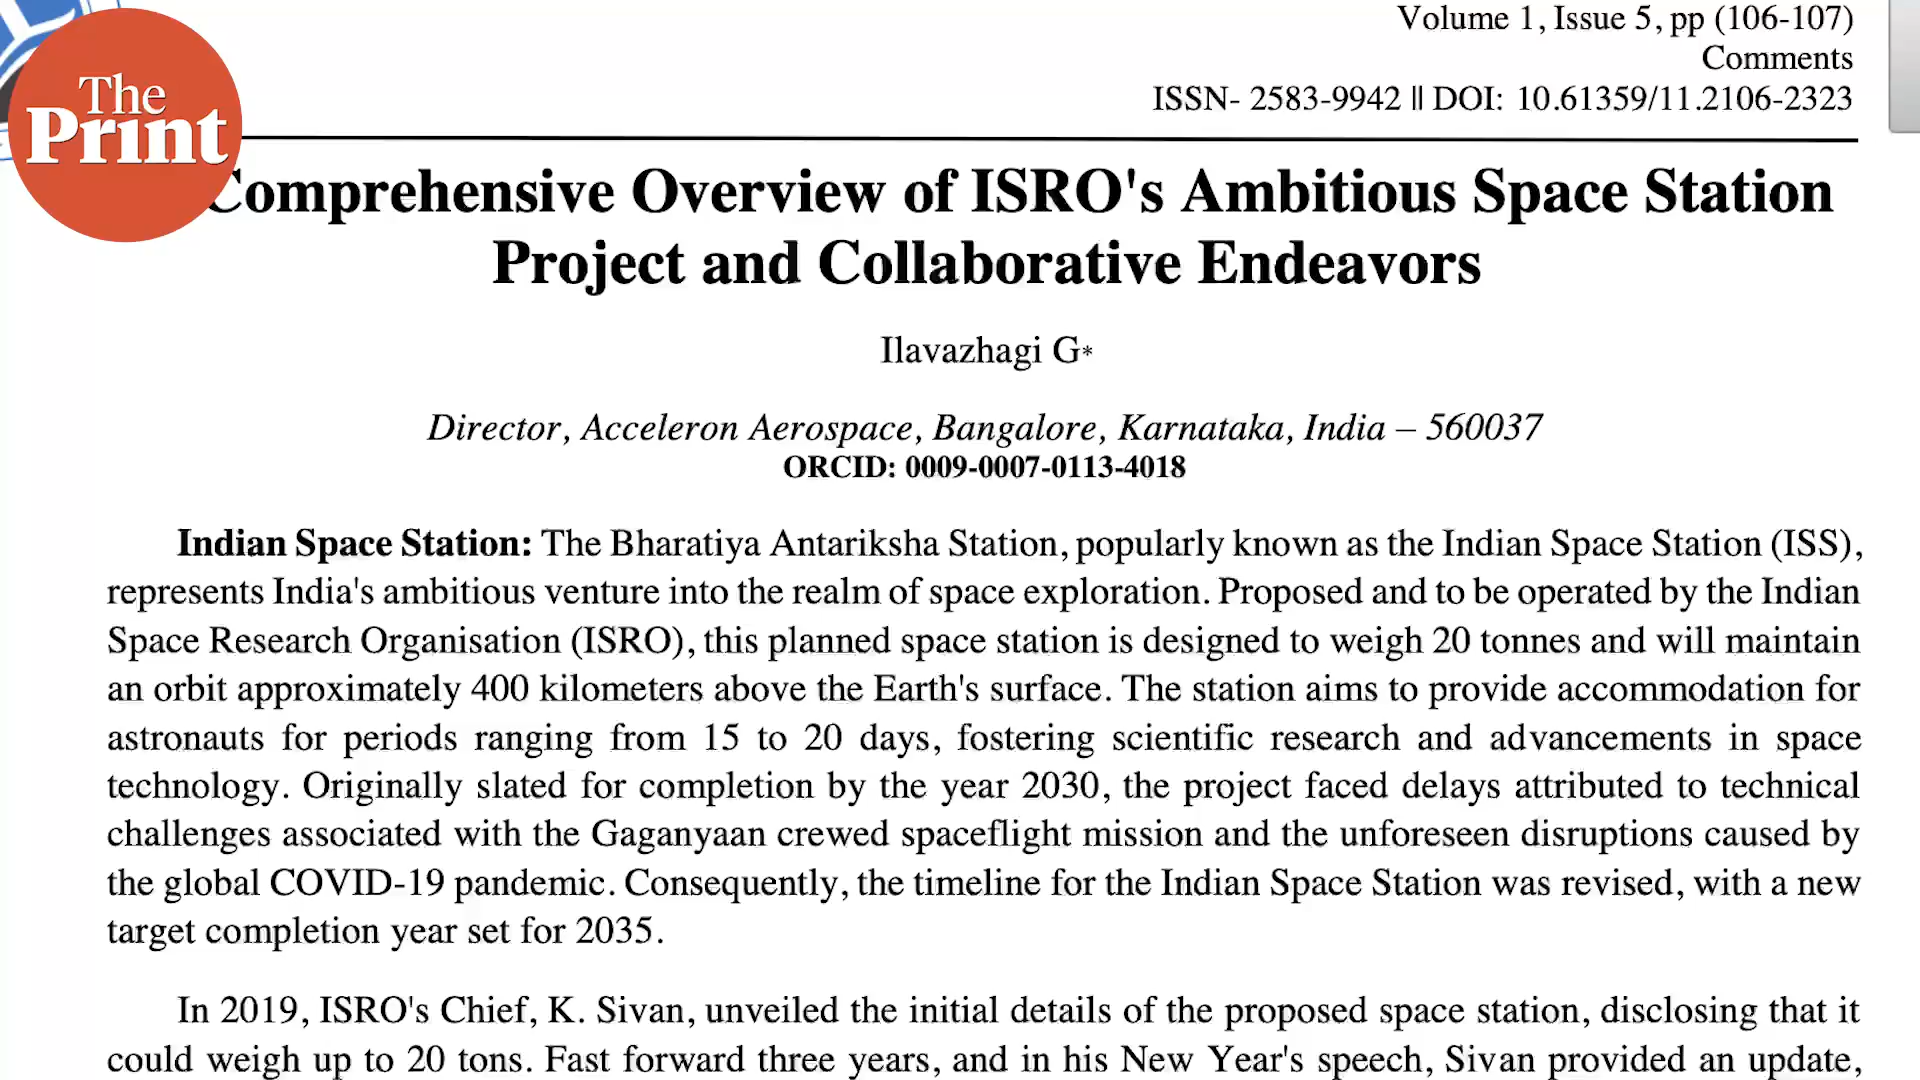 The
Print
Volume 1, Issue 5, pp (106-107)
Comments
ISSN- 2583-9942 || DOI: 10.61359/11.2106-2323
Comprehensive Overview of ISRO's Ambitious Space Station
Project and Collaborative Endeavors
Ilavazhagi G*
Director, Acceleron Aerospace, Bangalore, Karnataka, India – 560037
ORCID: 0009-0007-0113-4018
Indian Space Station: The Bharatiya Antariksha Station, popularly known as the Indian Space Station (ISS),
represents India's ambitious venture into the realm of space exploration. Proposed and to be operated by the Indian
Space Research Organisation (ISRO), this planned space station is designed to weigh 20 tonnes and will maintain
an orbit approximately 400 kilometers above the Earth's surface. The station aims to provide accommodation for
astronauts for periods ranging from 15 to 20 days, fostering scientific research and advancements in space
technology. Originally slated for completion by the year 2030, the project faced delays attributed to technical
challenges associated with the Gaganyaan crewed spaceflight mission and the unforeseen disruptions caused by
the global COVID-19 pandemic. Consequently, the timeline for the Indian Space Station was revised, with a new
target completion year set for 2035.
In 2019, ISRO's Chief, K. Sivan, unveiled the initial details of the proposed space station, disclosing that it
could weigh up to 20 tons. Fast forward three years, and in his New Year's speech, Sivan provided an update,